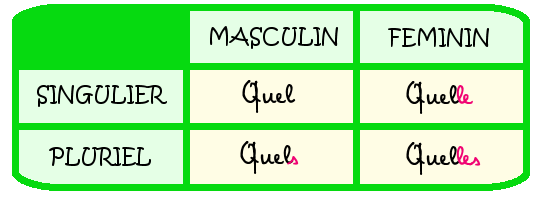 MASCULIN FEMININ
SINGULIER Quel Quelle
PLURIEL Quels Quelles